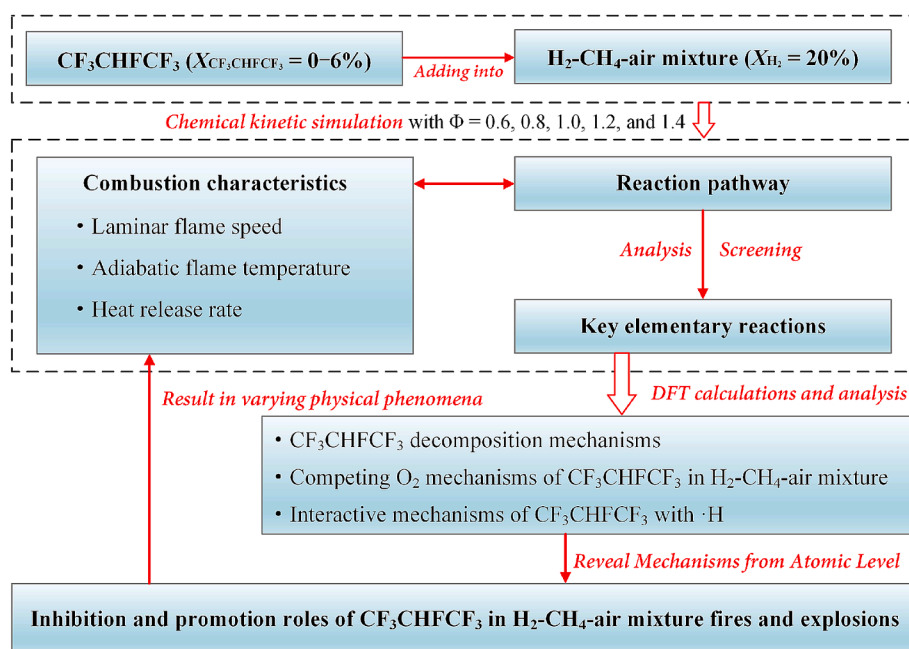 CF₃CHFCF₃ (X_CF₃CHFCF₃ = 0−6%)
Adding into
H₂-CH₄-air mixture (X_H₂ = 20%)
Chemical kinetic simulation with Φ = 0.6, 0.8, 1.0, 1.2, and 1.4
Combustion characteristics
• Laminar flame speed
• Adiabatic flame temperature
• Heat release rate
Reaction pathway
Analysis Screening
Key elementary reactions
Result in varying physical phenomena
DFT calculations and analysis
• CF₃CHFCF₃ decomposition mechanisms
• Competing O₂ mechanisms of CF₃CHFCF₃ in H₂-CH₄-air mixture
• Interactive mechanisms of CF₃CHFCF₃ with ·H
Reveal Mechanisms from Atomic Level
Inhibition and promotion roles of CF₃CHFCF₃ in H₂-CH₄-air mixture fires and explosions